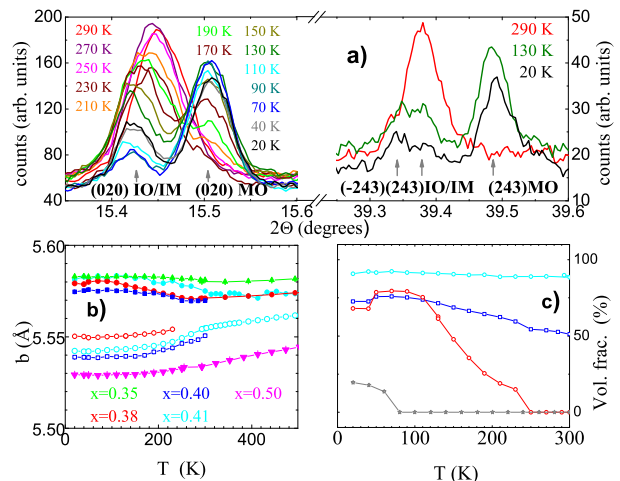 60
50
200
290 K
190 K
150 K
290 K
270 K
170 K
130 K
a)
130 K
250 K
110 K
20 K
160
230 K
90 K
40
210 K
70 K
120
40 K
30
20 K
80
20
(020) IO/IM
(020) MO
(-243)(243)IO/IM
(243)MO
40
10
15.4
15.5
15.6
39.3
39.4
39.5
39.6
2Θ (degrees)
counts (arb. units)
counts (arb. units)
5.60
100
b)
c)
5.55
50
x=0.35
x=0.40
x=0.50
x=0.38
x=0.41
5.50
0
0
200
400
0
100
200
300
T (K)
T (K)
b (Å)
Vol. frac. (%)